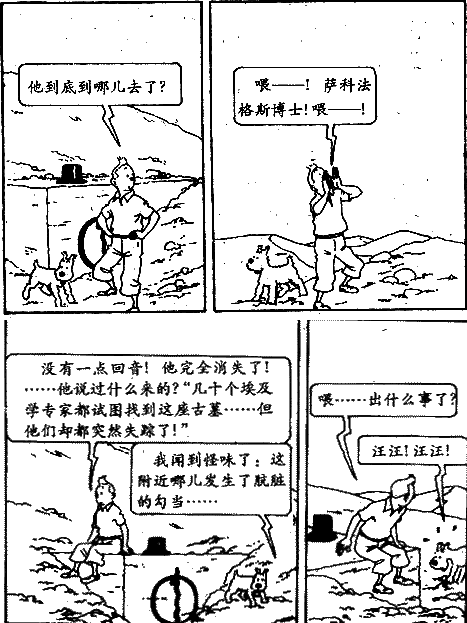 他到底到哪儿去了？
喂——！ 萨科法
格斯博士！喂——！
没有一点回音！他完全消失了！
……他说过什么来的？“几十个埃及
学专家都试图找到这座古墓……但
他们却都突然失踪了！”
我闻到怪味了；这
附近哪儿发生了肮脏
的勾当……
喂……出什么事了？
汪汪！汪汪！